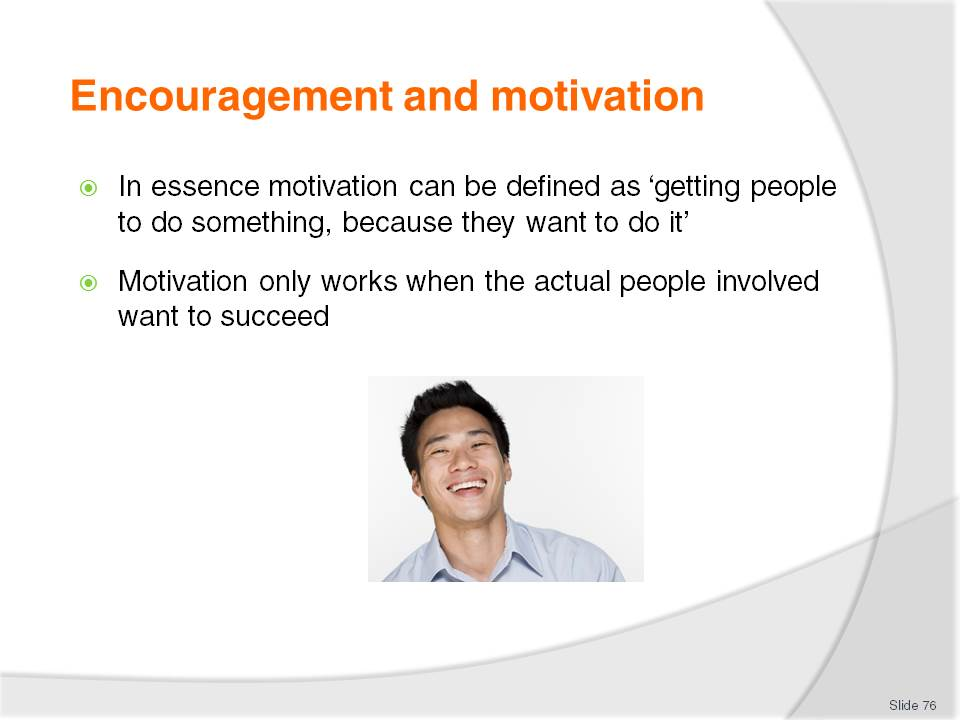 Encouragement and motivation
In essence motivation can be defined as ‘getting people
to do something, because they want to do it’
Motivation only works when the actual people involved
want to succeed
Slide 76